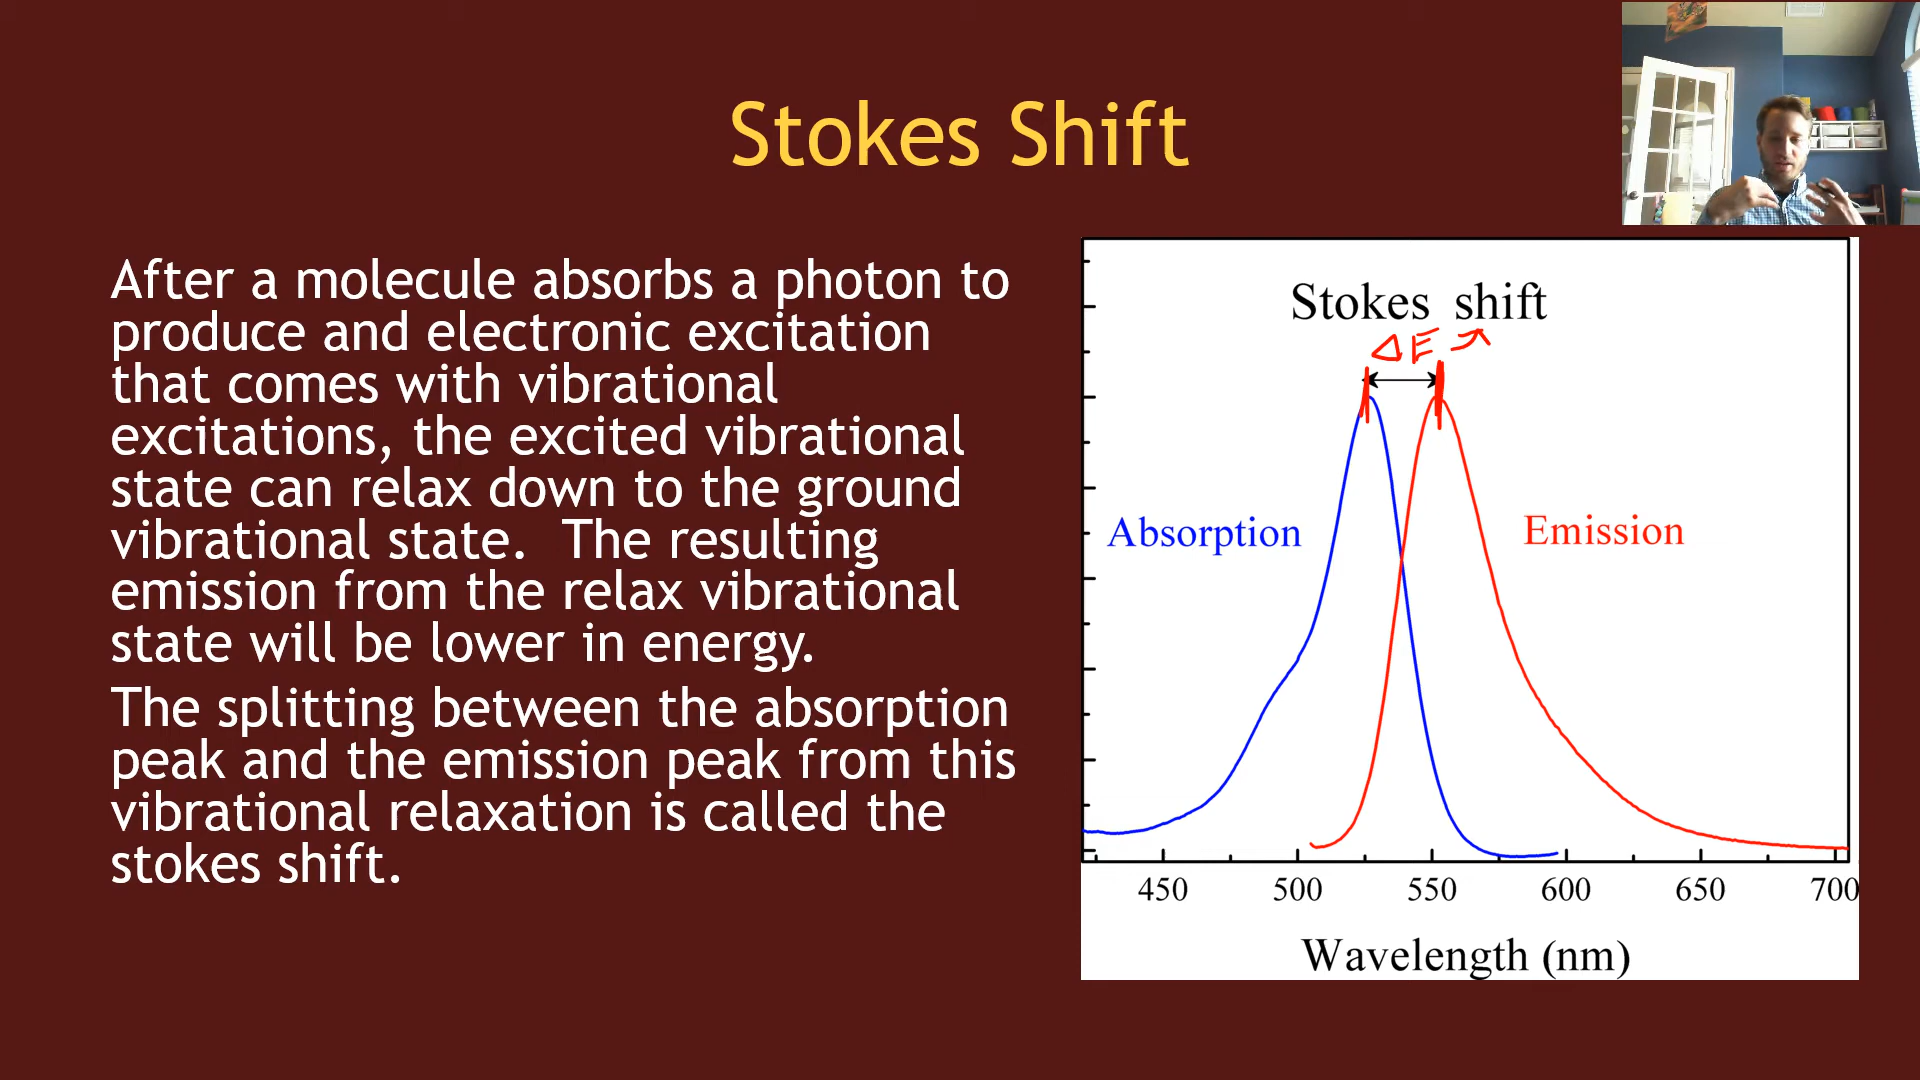 Stokes Shift
After a molecule absorbs a photon to
produce and electronic excitation
that comes with vibrational
excitations, the excited vibrational
state can relax down to the ground
vibrational state. The resulting
emission from the relax vibrational
state will be lower in energy.
The splitting between the absorption
peak and the emission peak from this
vibrational relaxation is called the
stokes shift.
Stokes shift
ΔE
Absorption
Emission
450 500 550 600 650 700
Wavelength (nm)